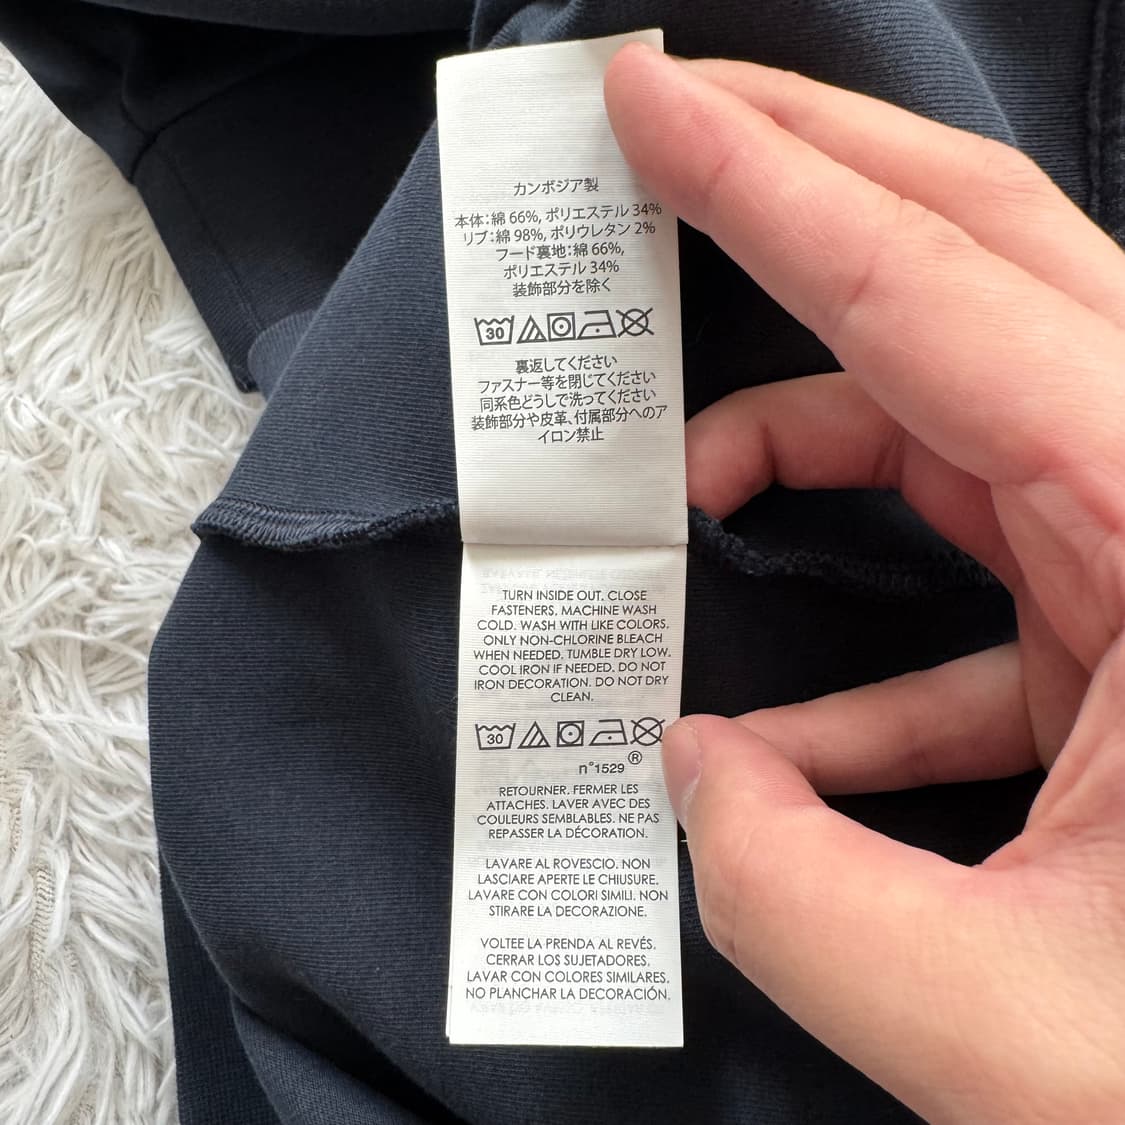 カンボジア製
本体：綿 66%, ポリエステル 34%
リブ：綿 98%, ポリウレタン 2%
フード裏地：綿 66%,
ポリエステル 34%
装飾部分を除く
30
裏返してください
ファスナー等を閉じてください
同系色どうしで洗ってください
装飾部分や皮革、付属部分へのア
イロン禁止
TURN INSIDE OUT. CLOSE
FASTENERS. MACHINE WASH
COLD. WASH WITH LIKE COLORS.
ONLY NON-CHLORINE BLEACH
WHEN NEEDED. TUMBLE DRY LOW.
COOL IRON IF NEEDED. DO NOT
IRON DECORATION. DO NOT DRY
CLEAN.
30
n°1529 ®
RETOURNER. FERMER LES
ATTACHES. LAVER AVEC DES
COULEURS SEMBLABLES. NE PAS
REPASSER LA DÉCORATION.
LAVARE AL ROVESCIO. NON
LASCIARE APERTE LE CHIUSURE.
LAVARE CON COLORI SIMILI. NON
STIRARE LA DECORAZIONE.
VOLTEE LA PRENDA AL REVÉS.
CERRAR LOS SUJETADORES.
LAVAR CON COLORES SIMILARES.
NO PLANCHAR LA DECORACIÓN.